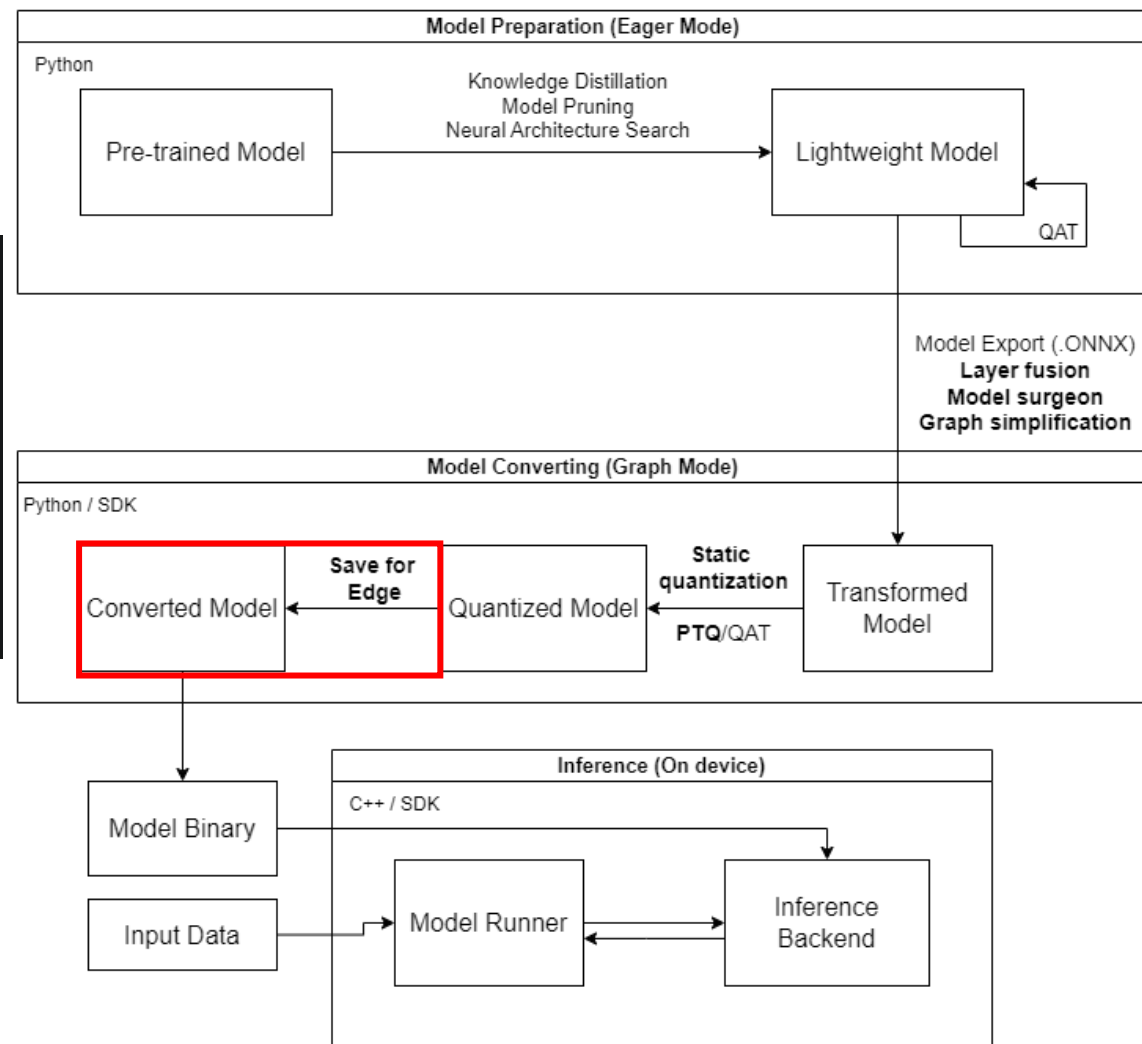 Model Preparation (Eager Mode)
Python
Knowledge Distillation
Model Pruning
Neural Architecture Search
Pre-trained Model
Lightweight Model
QAT
Model Export (.ONNX)
Layer fusion
Model surgeon
Graph simplification
Model Converting (Graph Mode)
Python / SDK
Converted Model
Save for
Edge
Quantized Model
Static
quantization
PTQ/QAT
Transformed
Model
Inference (On device)
C++ / SDK
Model Binary
Input Data
Model Runner
Inference
Backend